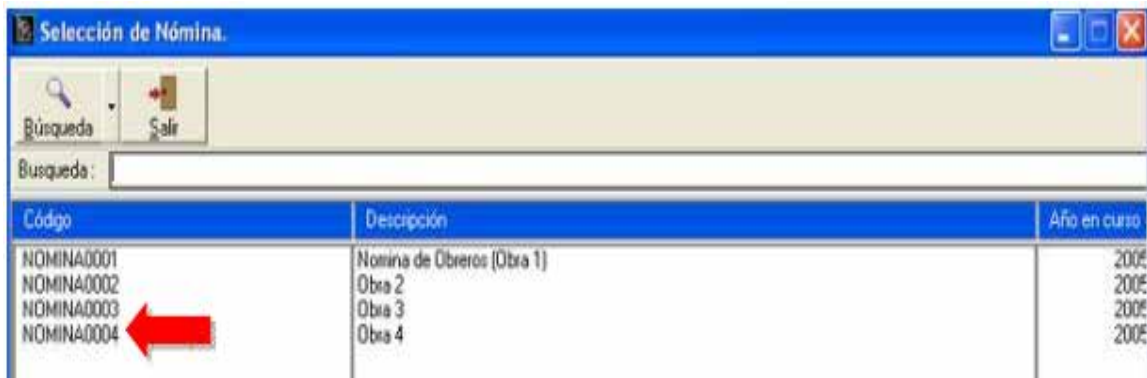 Selección de Nómina.
Búsqueda Salir
Busqueda :
Código Descripción Año en curso
NOMINA0001 Nomina de Obreros (Obra 1) 2005
NOMINA0002 Obra 2 2005
NOMINA0003 Obra 3 2005
NOMINA0004 Obra 4 2005